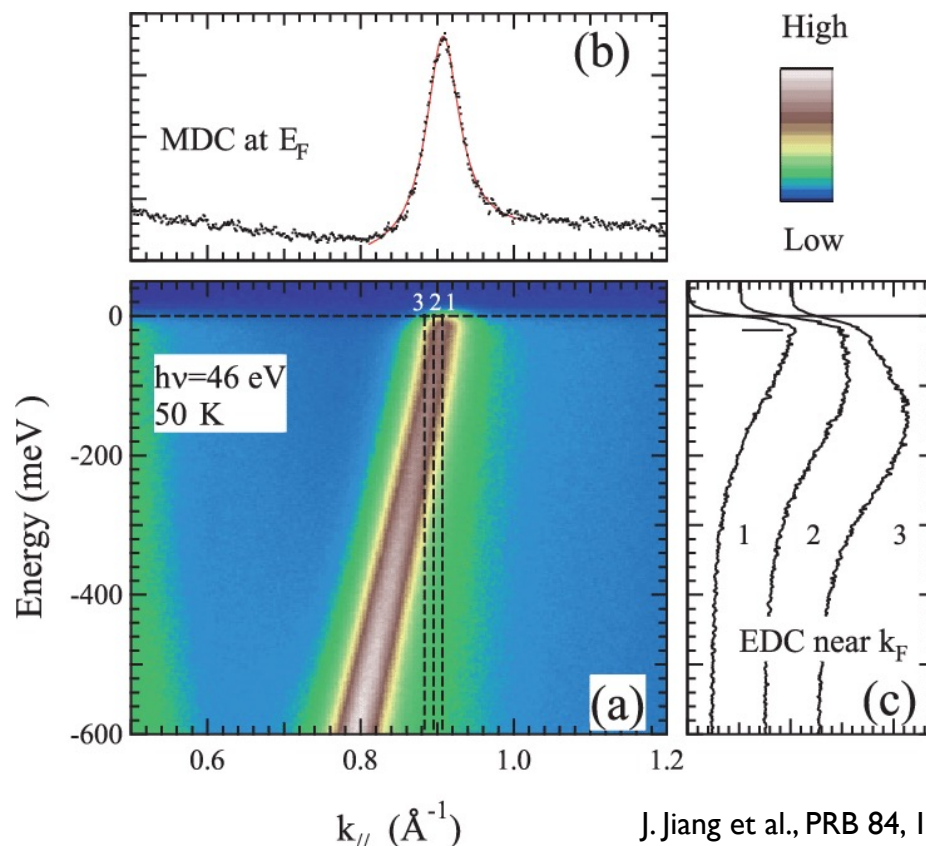 (b)
MDC at E_F
High
Low
3 2 1
0
-200
-400
-600
Energy (meV)
hν=46 eV
50 K
(a)
1
2
3
EDC near k_F
(c)
0.6
0.8
1.0
1.2
k_// (Å⁻¹)
J. Jiang et al., PRB 84, 1